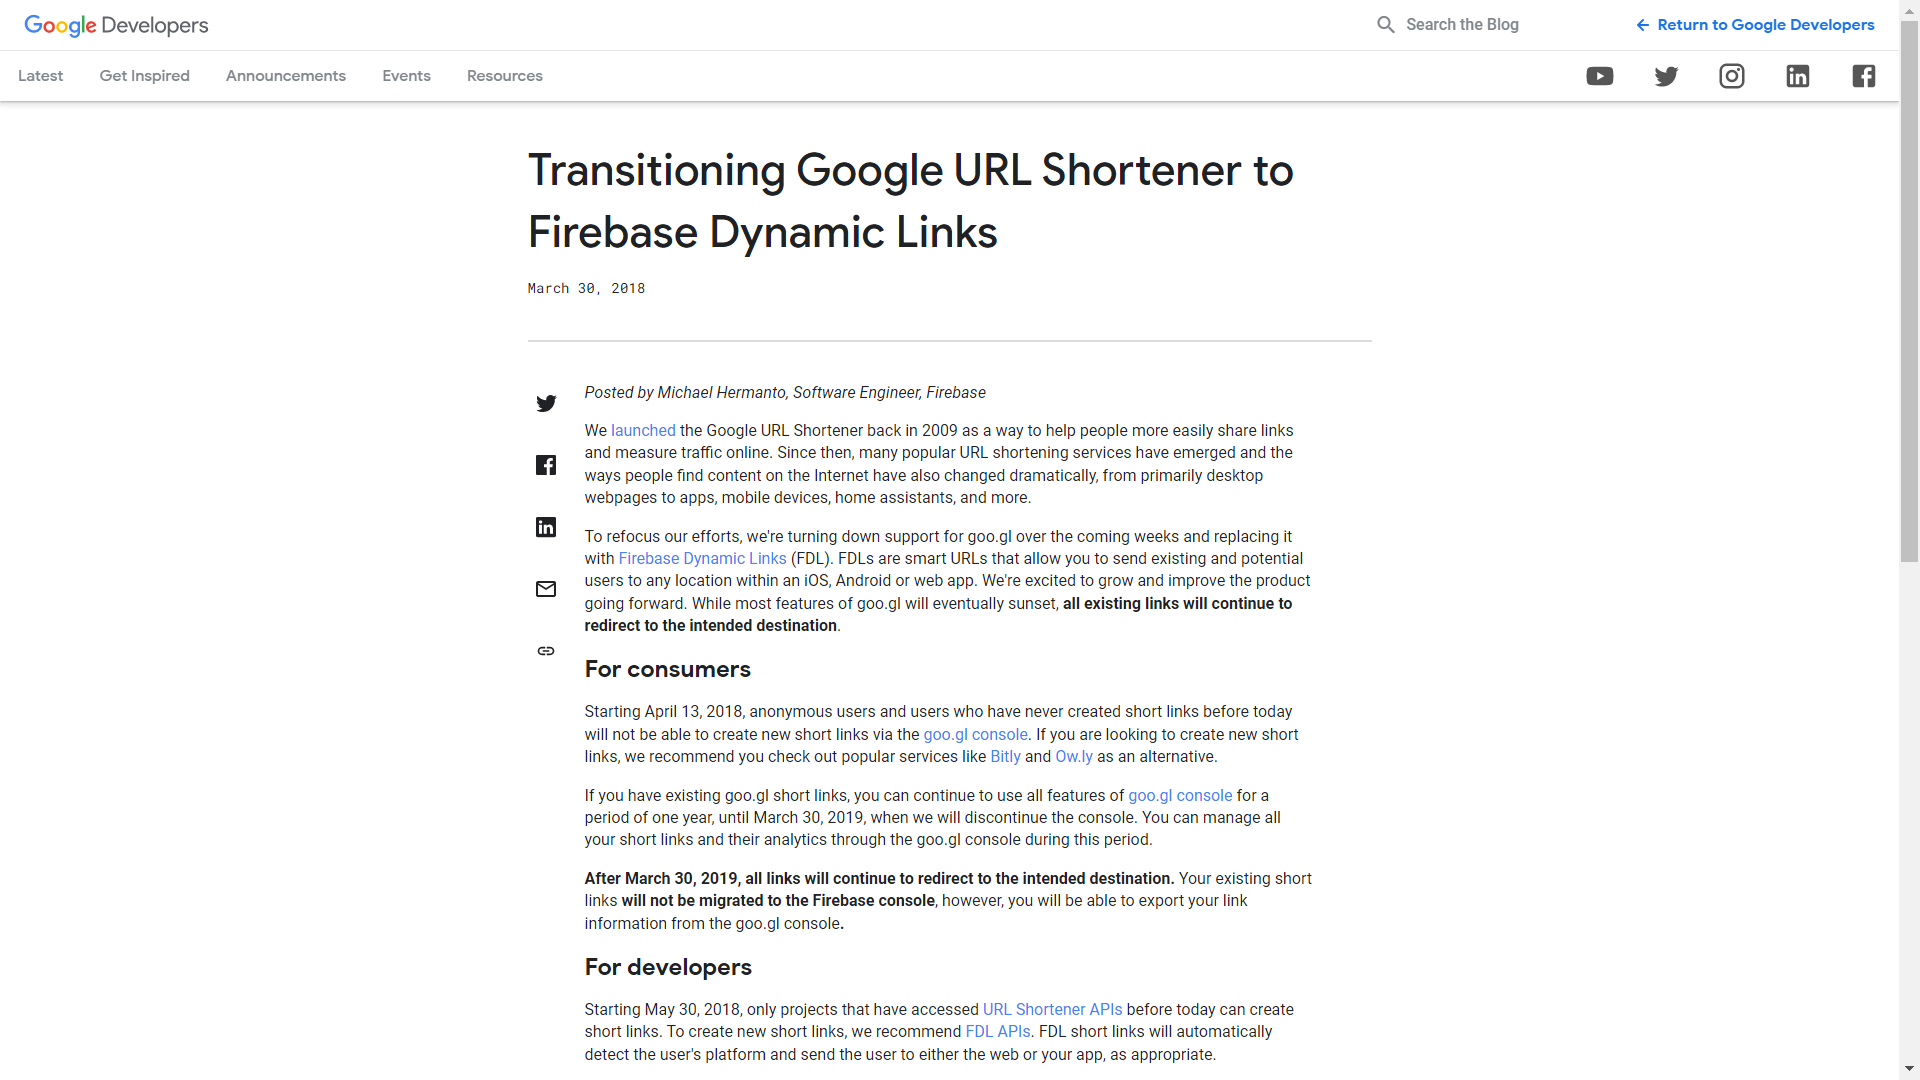 Google Developers
Search the Blog
Return to Google Developers
Latest
Get Inspired
Announcements
Events
Resources
Transitioning Google URL Shortener to
Firebase Dynamic Links
March 30, 2018
Posted by Michael Hermanto, Software Engineer, Firebase
We launched the Google URL Shortener back in 2009 as a way to help people more easily share links
and measure traffic online. Since then, many popular URL shortening services have emerged and the
ways people find content on the Internet have also changed dramatically, from primarily desktop
webpages to apps, mobile devices, home assistants, and more.
To refocus our efforts, we're turning down support for goo.gl over the coming weeks and replacing it
with Firebase Dynamic Links (FDL). FDLs are smart URLs that allow you to send existing and potential
users to any location within an iOS, Android or web app. We're excited to grow and improve the product
going forward. While most features of goo.gl will eventually sunset, all existing links will continue to
redirect to the intended destination.
For consumers
Starting April 13, 2018, anonymous users and users who have never created short links before today
will not be able to create new short links via the goo.gl console. If you are looking to create new short
links, we recommend you check out popular services like Bitly and Ow.ly as an alternative.
If you have existing goo.gl short links, you can continue to use all features of goo.gl console for a
period of one year, until March 30, 2019, when we will discontinue the console. You can manage all
your short links and their analytics through the goo.gl console during this period.
After March 30, 2019, all links will continue to redirect to the intended destination. Your existing short
links will not be migrated to the Firebase console, however, you will be able to export your link
information from the goo.gl console.
For developers
Starting May 30, 2018, only projects that have accessed URL Shortener APIs before today can create
short links. To create new short links, we recommend FDL APIs. FDL short links will automatically
detect the user's platform and send the user to either the web or your app, as appropriate.